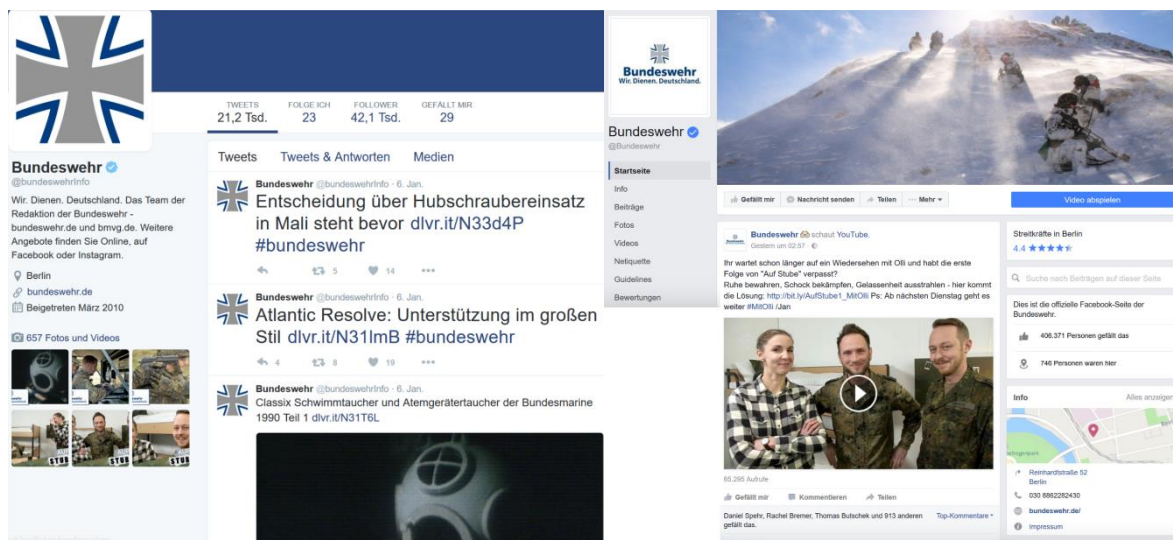 TWEETS
21,2 Tsd.
FOLGE ICH
23
FOLLOWER
42,1 Tsd.
GEFÄLLT MIR
29
Bundeswehr
@bundeswehrInfo
Wir. Dienen. Deutschland. Das Team der
Redaktion der Bundeswehr -
bundeswehr.de und bmvg.de. Weitere
Angebote finden Sie Online, auf
Facebook oder Instagram.
Berlin
bundeswehr.de
Beigetreten März 2010
657 Fotos und Videos
STUB
STUB
STUB
Tweets Tweets & Antworten Medien
Bundeswehr @bundeswehrInfo · 6. Jan.
Entscheidung über Hubschraubereinsatz
in Mali steht bevor dlvr.it/N33d4P
#bundeswehr
5 14
Bundeswehr @bundeswehrInfo · 6. Jan.
Atlantic Resolve: Unterstützung im großen
Stil dlvr.it/N31lmB #bundeswehr
4 8 19
Bundeswehr @bundeswehrInfo · 6. Jan.
Classix Schwimmtaucher und Atemgerätetaucher der Bundesmarine
1990 Teil 1 dlvr.it/N31T6L
Bundeswehr
Wir. Dienen. Deutschland.
Bundeswehr
@Bundeswehr
Startseite
Info
Beiträge
Fotos
Videos
Netiquette
Guidelines
Bewertungen
Gefällt mir Nachricht senden Teilen Mehr
Video abspielen
Bundeswehr schaut YouTube.
Gestern um 02:57
Ihr wartet schon länger auf ein Wiedersehen mit Olli und habt die erste
Folge von "Auf Stube" verpasst?
Ruhe bewahren, Schock bekämpfen, Gelassenheit ausstrahlen - hier kommt
die Lösung: http://bit.ly/AufStube1_MitOlli Ps: Ab nächsten Dienstag geht es
weiter #MitOlli /Jan
65.295 Aufrufe
Gefällt mir Kommentieren Teilen
Daniel Spehr, Rachel Bremer, Thomas Butschek und 913 anderen
gefällt das.
Top-Kommentare
Streitkräfte in Berlin
4.4
Suche nach Beiträgen auf dieser Seite
Dies ist die offizielle Facebook-Seite der
Bundeswehr.
406.371 Personen gefällt das
746 Personen waren hier
Info Alles anzeigen
Reinhardtstraße 52
Berlin
030 8862282430
bundeswehr.de/
Impressum